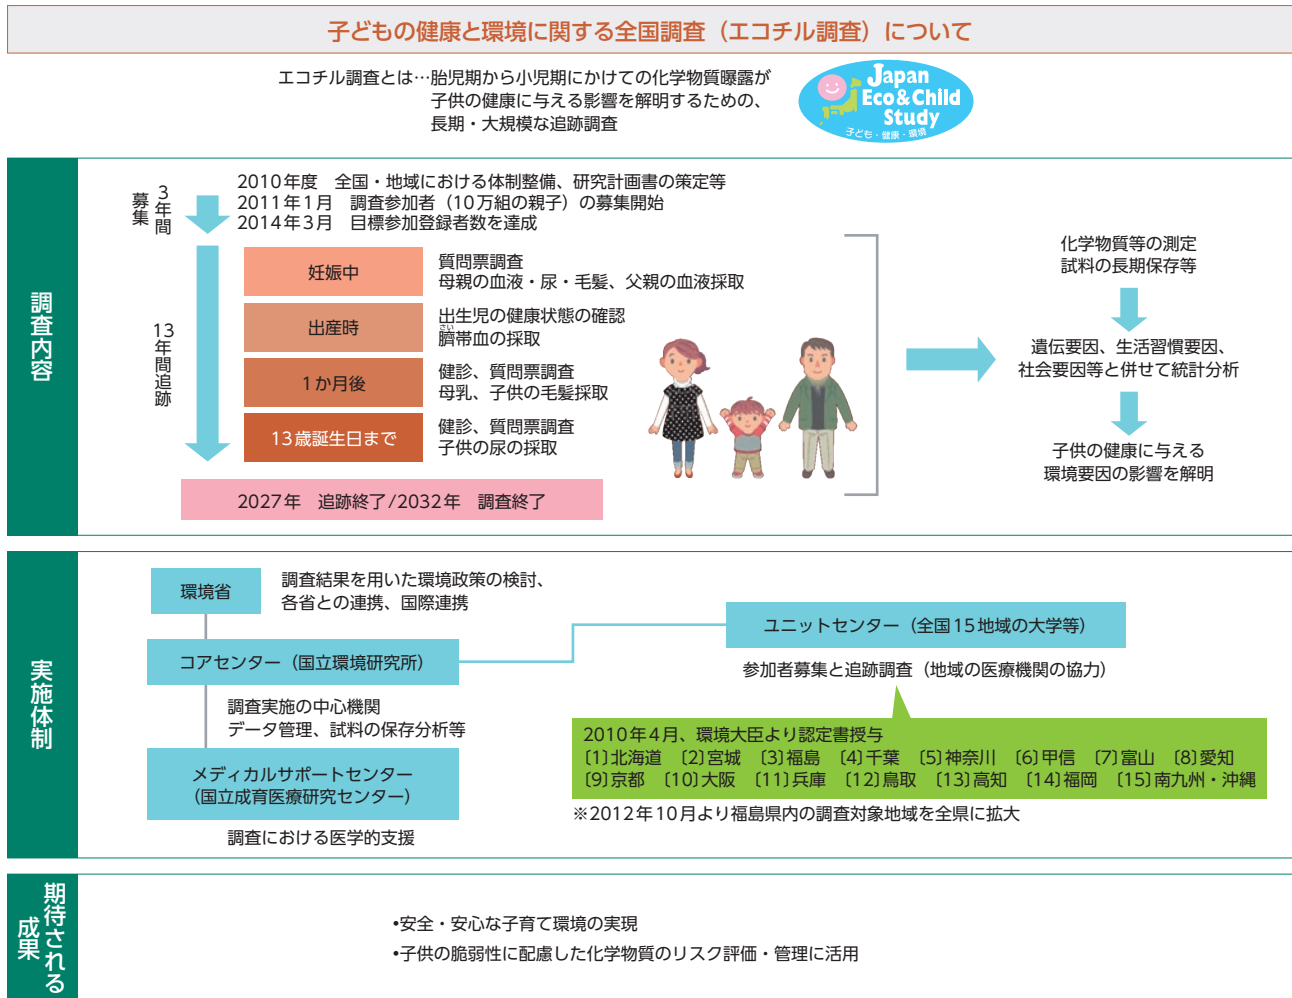 子どもの健康と環境に関する全国調査（エコチル調査）について
エコチル調査とは…胎児期から小児期にかけての化学物質曝露が
子供の健康に与える影響を解明するための、
長期・大規模な追跡調査
Japan
Eco&Child
Study
子ども・健康・環境
調査内容
3年間
募集
2010年度　全国・地域における体制整備、研究計画書の策定等
2011年1月　調査参加者（10万組の親子）の募集開始
2014年3月　目標参加登録者数を達成
13年間追跡
妊娠中
質問票調査
母親の血液・尿・毛髪、父親の血液採取
出産時
出生児の健康状態の確認
さい
臍帯血の採取
1か月後
健診、質問票調査
母乳、子供の毛髪採取
13歳誕生日まで
健診、質問票調査
子供の尿の採取
2027年　追跡終了/2032年　調査終了
化学物質等の測定
試料の長期保存等
遺伝要因、生活習慣要因、
社会要因等と併せて統計分析
子供の健康に与える
環境要因の影響を解明
実施体制
環境省
調査結果を用いた環境政策の検討、
各省との連携、国際連携
コアセンター（国立環境研究所）
調査実施の中心機関
データ管理、試料の保存分析等
メディカルサポートセンター
（国立成育医療研究センター）
調査における医学的支援
ユニットセンター（全国15地域の大学等）
参加者募集と追跡調査（地域の医療機関の協力）
2010年4月、環境大臣より認定書授与
〔1〕北海道　〔2〕宮城　〔3〕福島　〔4〕千葉　〔5〕神奈川　〔6〕甲信　〔7〕富山　〔8〕愛知
〔9〕京都　〔10〕大阪　〔11〕兵庫　〔12〕鳥取　〔13〕高知　〔14〕福岡　〔15〕南九州・沖縄
※2012年10月より福島県内の調査対象地域を全県に拡大
期待される
成果
•安全・安心な子育て環境の実現
•子供の脆弱性に配慮した化学物質のリスク評価・管理に活用